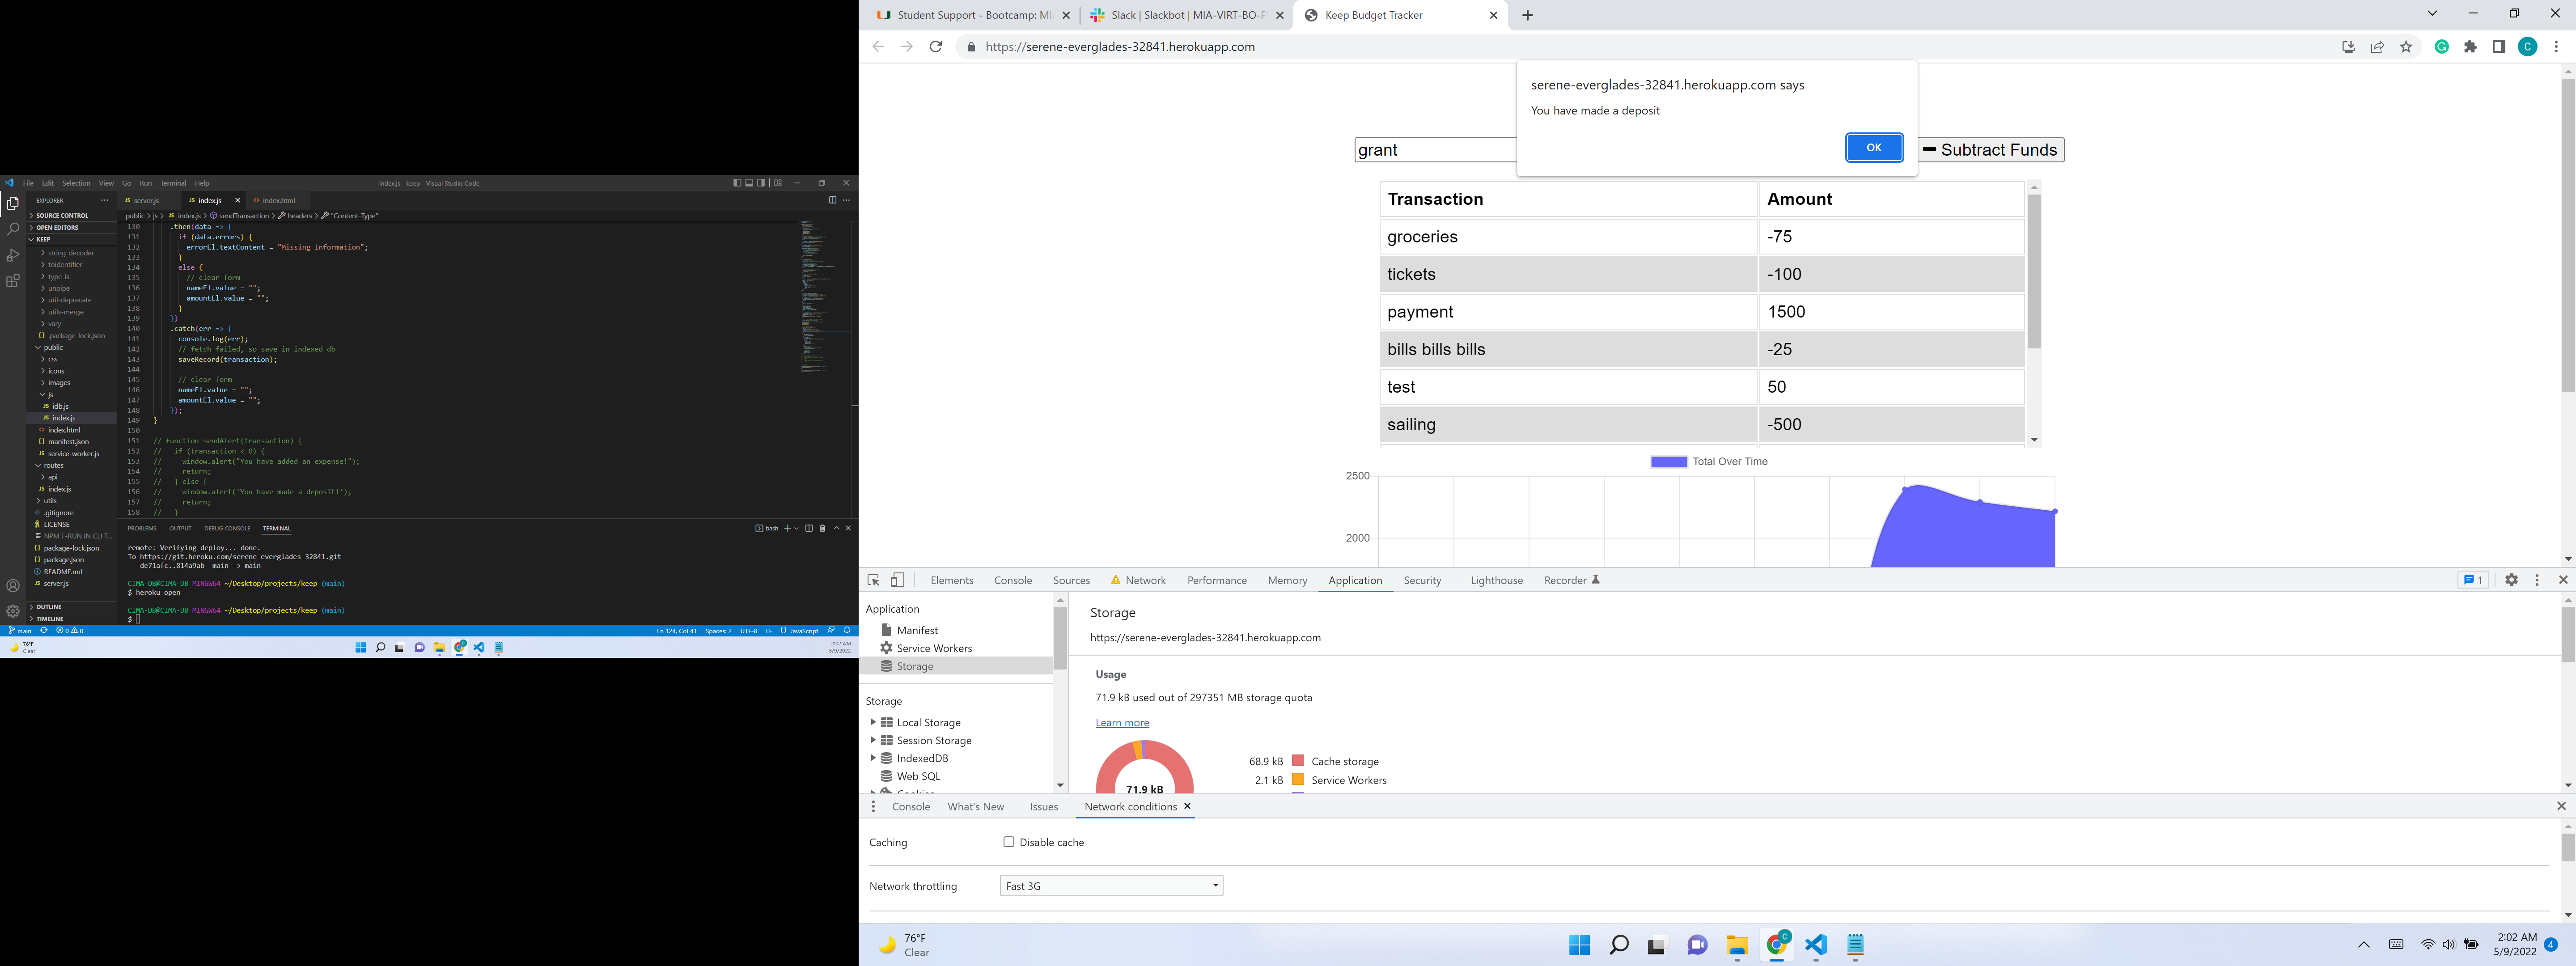 File Edit Selection View Go Run Terminal Help
index.js - keep - Visual Studio Code
EXPLORER
SOURCE CONTROL
OPEN EDITORS
KEEP
string_decoder
toidentifier
type-is
unpipe
util-deprecate
utils-merge
vary
.package-lock.json
public
css
icons
images
js
idb.js
index.js
index.html
manifest.json
service-worker.js
routes
api
index.js
utils
.gitignore
LICENSE
NPM i -RUN IN CLI T...
package-lock.json
package.json
README.md
server.js
OUTLINE
TIMELINE
server.js
index.js
index.html
public > js > index.js > sendTransaction > headers > "Content-Type"
130 .then(data => {
131 if (data.errors) {
132 errorEl.textContent = "Missing Information";
133 }
134 else {
135 // clear form
136 nameEl.value = "";
137 amountEl.value = "";
138 }
139 })
140 .catch(err => {
141 console.log(err);
142 // fetch failed, so save in indexed db
143 saveRecord(transaction);
144
145 // clear form
146 nameEl.value = "";
147 amountEl.value = "";
148 });
149 }
150
151 // function sendAlert(transaction) {
152 // if (transaction < 0) {
153 // window.alert("You have added an expense!");
154 // return;
155 // } else {
156 // window.alert('You have made a deposit!');
157 // return;
158 // }
PROBLEMS OUTPUT DEBUG CONSOLE TERMINAL
bash
remote: Verifying deploy... done.
To https://git.heroku.com/serene-everglades-32841.git
de71afc..814a9ab main -> main
CIMA-DB@CIMA-DB MINGW64 ~/Desktop/projects/keep (main)
$ heroku open
CIMA-DB@CIMA-DB MINGW64 ~/Desktop/projects/keep (main)
$
main 0 0
Ln 124, Col 41 Spaces: 2 UTF-8 LF JavaScript
76°F
Clear
2:02 AM
5/9/2022
Student Support - Bootcamp: MI
Slack | Slackbot | MIA-VIRT-BO-F
Keep Budget Tracker
https://serene-everglades-32841.herokuapp.com
C
serene-everglades-32841.herokuapp.com says
You have made a deposit
OK
grant
Subtract Funds
Transaction Amount
groceries -75
tickets -100
payment 1500
bills bills bills -25
test 50
sailing -500
Total Over Time
2500
2000
Elements Console Sources Network Performance Memory Application Security Lighthouse Recorder
1
Application
Manifest
Service Workers
Storage
Storage
Local Storage
Session Storage
IndexedDB
Web SQL
Cookies
Storage
https://serene-everglades-32841.herokuapp.com
Usage
71.9 kB used out of 297351 MB storage quota
Learn more
71.9 kB
68.9 kB Cache storage
2.1 kB Service Workers
Console What's New Issues Network conditions
Caching Disable cache
Network throttling Fast 3G
76°F
Clear
C
2:02 AM
5/9/2022
4